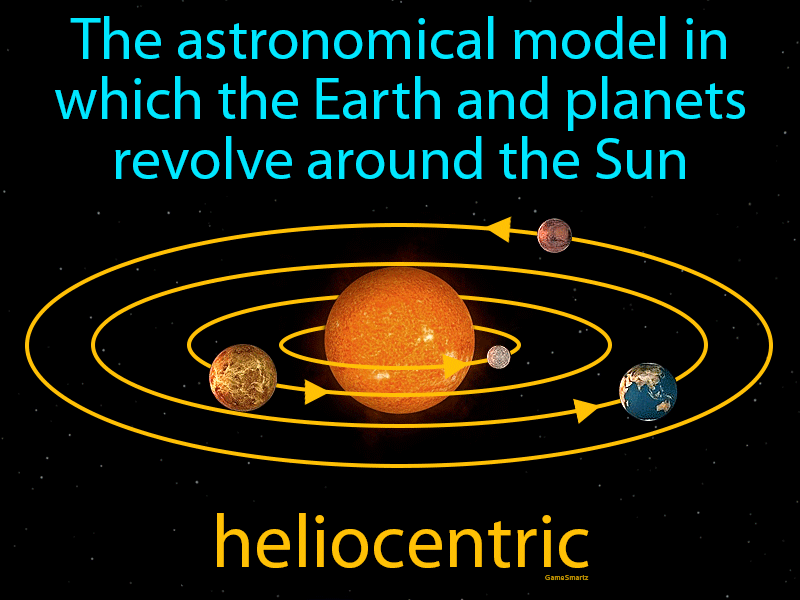 The astronomical model in
which the Earth and planets
revolve around the Sun
heliocentric
GameSmartz